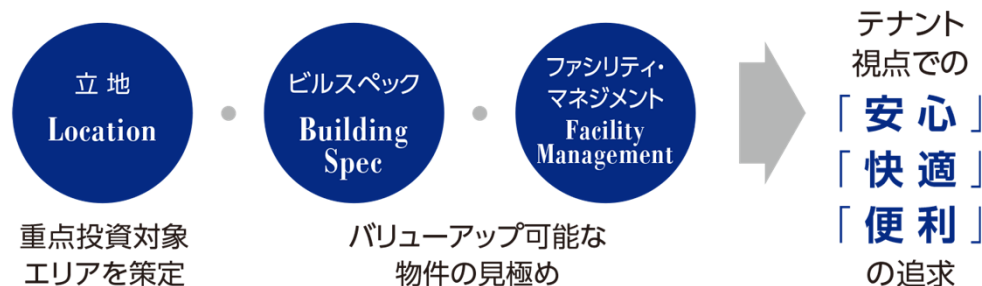 立地
Location
重点投資対象
エリアを策定
ビルスペック
Building
Spec
ファシリティ・
マネジメント
Facility
Management
バリューアップ可能な
物件の見極め
テナント
視点での
「安心」
「快適」
「便利」
の追求